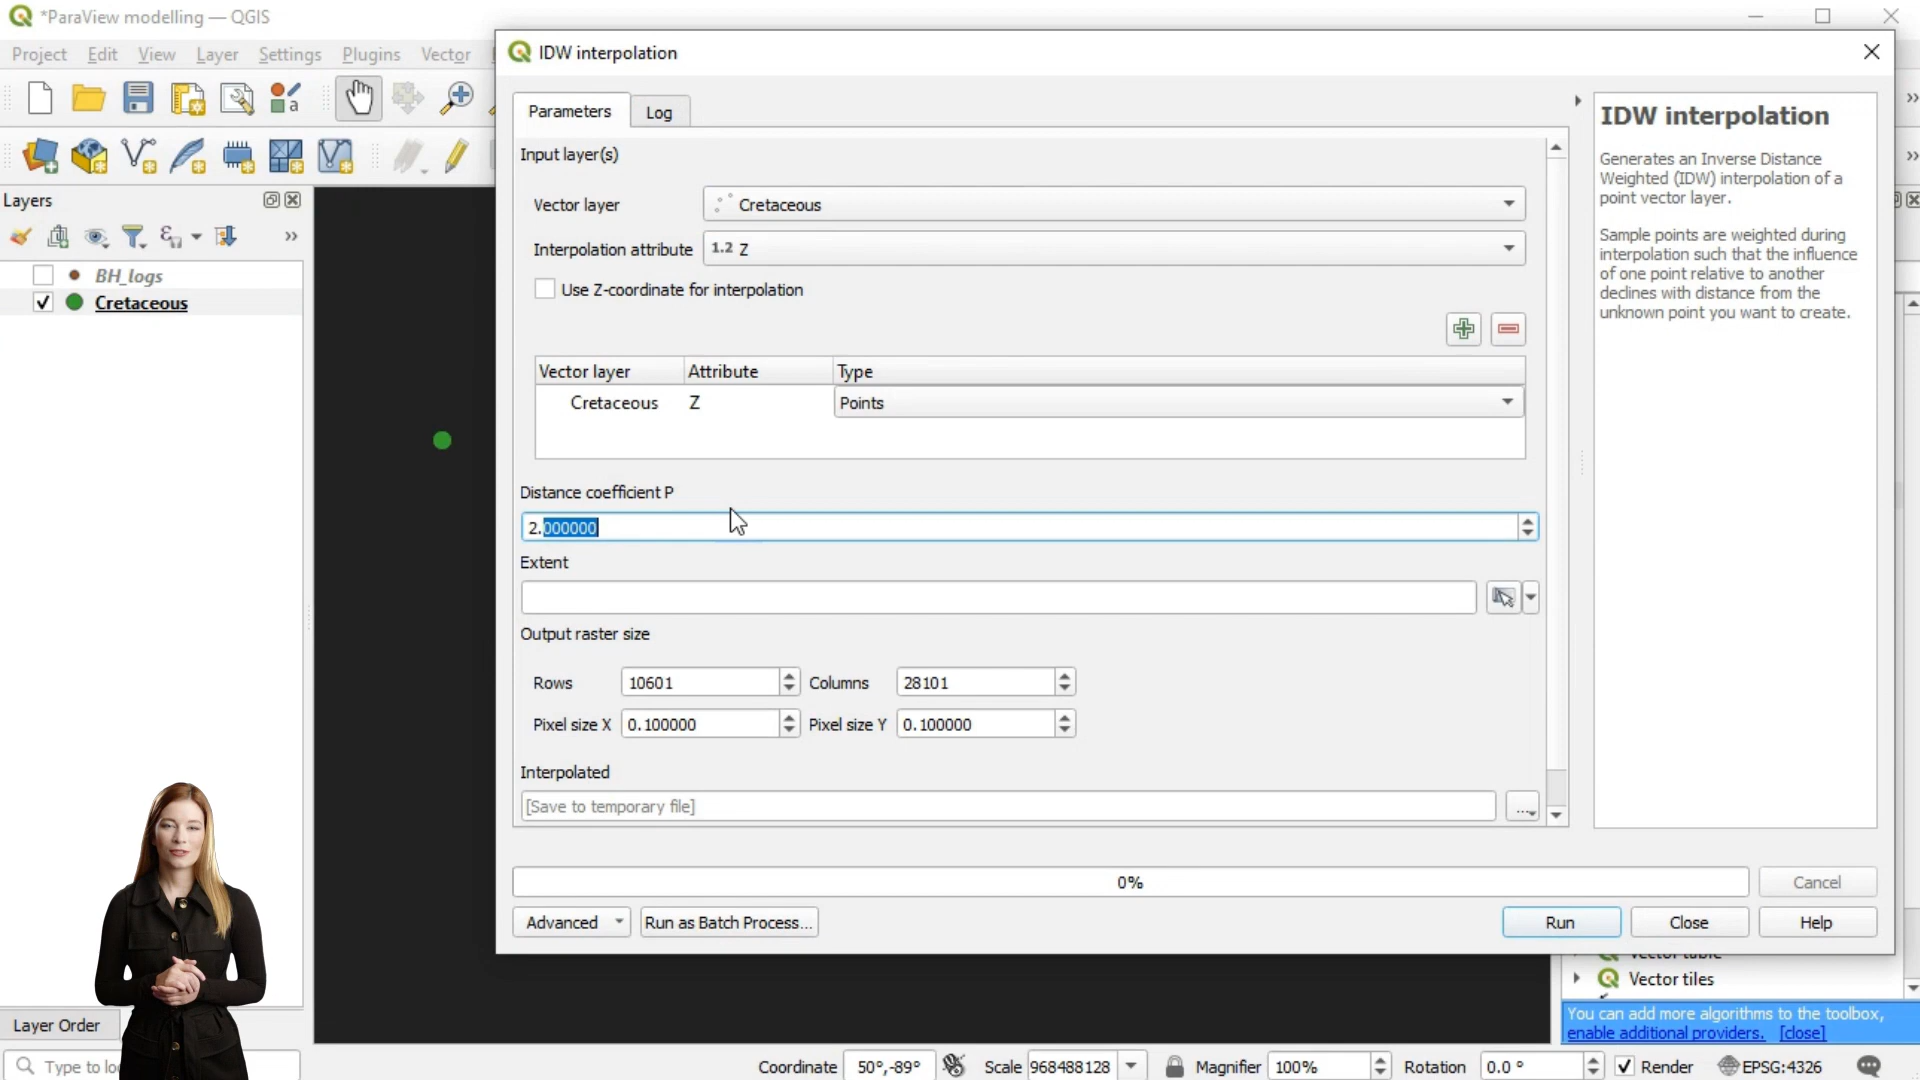 *ParaView modelling — QGIS
Project Edit View Layer Settings Plugins Vector
IDW interpolation
Parameters Log
Input layer(s)
Vector layer Cretaceous
Interpolation attribute 1.2 Z
Use Z-coordinate for interpolation
Vector layer Attribute Type
Cretaceous Z Points
Distance coefficient P
2.000000
Extent
Output raster size
Rows 10601 Columns 28101
Pixel size X 0.100000 Pixel size Y 0.100000
Interpolated
[Save to temporary file]
...
0%
Cancel
Advanced Run as Batch Process... Run Close Help
IDW interpolation
Generates an Inverse Distance
Weighted (IDW) interpolation of a
point vector layer.
Sample points are weighted during
interpolation such that the influence
of one point relative to another
declines with distance from the
unknown point you want to create.
Layers
BH_logs
Cretaceous
Layer Order
Vector table
Vector tiles
You can add more algorithms to the toolbox,
enable additional providers. [close]
Type to
Coordinate 50°,-89° Scale 968488128 Magnifier 100% Rotation 0.0 ° Render EPSG:4326